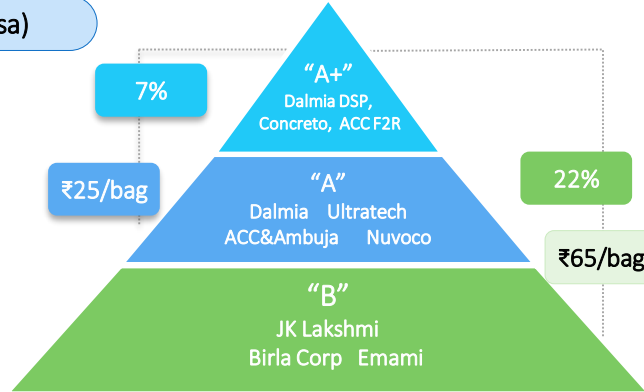 sa)
"A+"
7%
Dalmia DSP,
Concreto, ACC F2R
"A"
22%
₹25/bag
Dalmia Ultratech
ACC&Ambuja Nuvoco
₹65/bag
"B"
JK Lakshmi
Birla Corp Emami